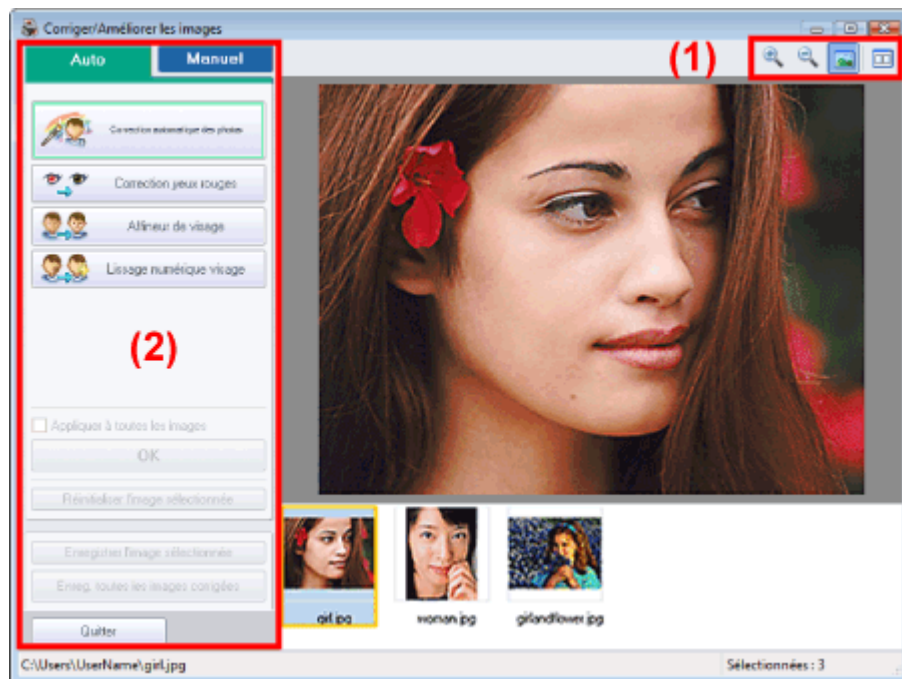 Corriger/Améliorer les images
Auto
Manuel
(1)
Correction automatique des photos
Correction yeux rouges
Affineur de visage
Lissage numérique visage
(2)
Appliquer à toutes les images
OK
Réinitialiser l'image sélectionnée
Enregistrer l'image sélectionnée
Enreg. toutes les images corrigées
Quitter
girl.jpg
woman.jpg
girlandflower.jpg
C:\Users\UserName\girl.jpg
Sélectionnées : 3